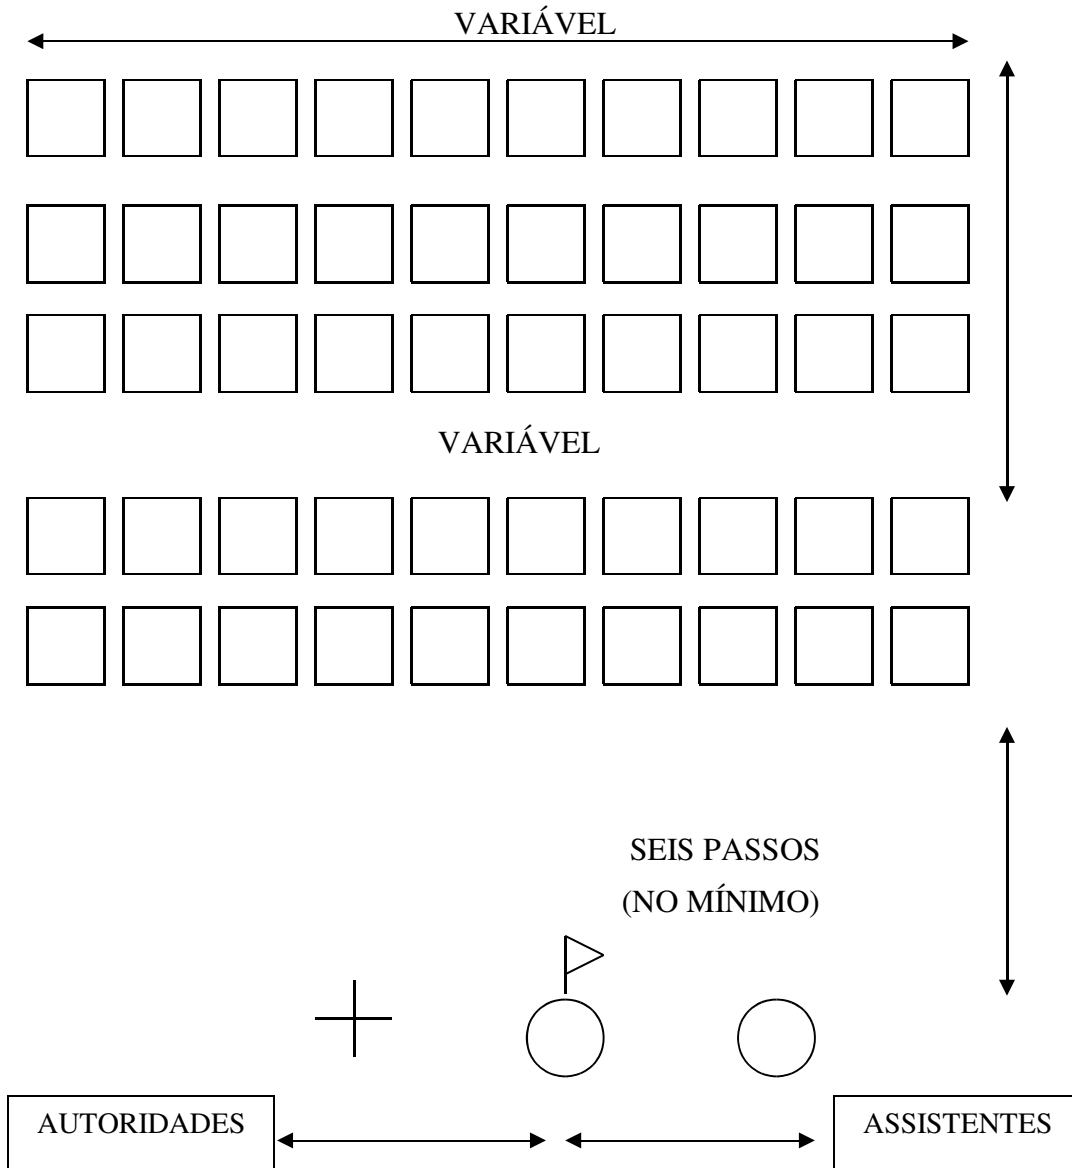 VARIÁVEL
VARIÁVEL
SEIS PASSOS
(NO MÍNIMO)
AUTORIDADES
ASSISTENTES